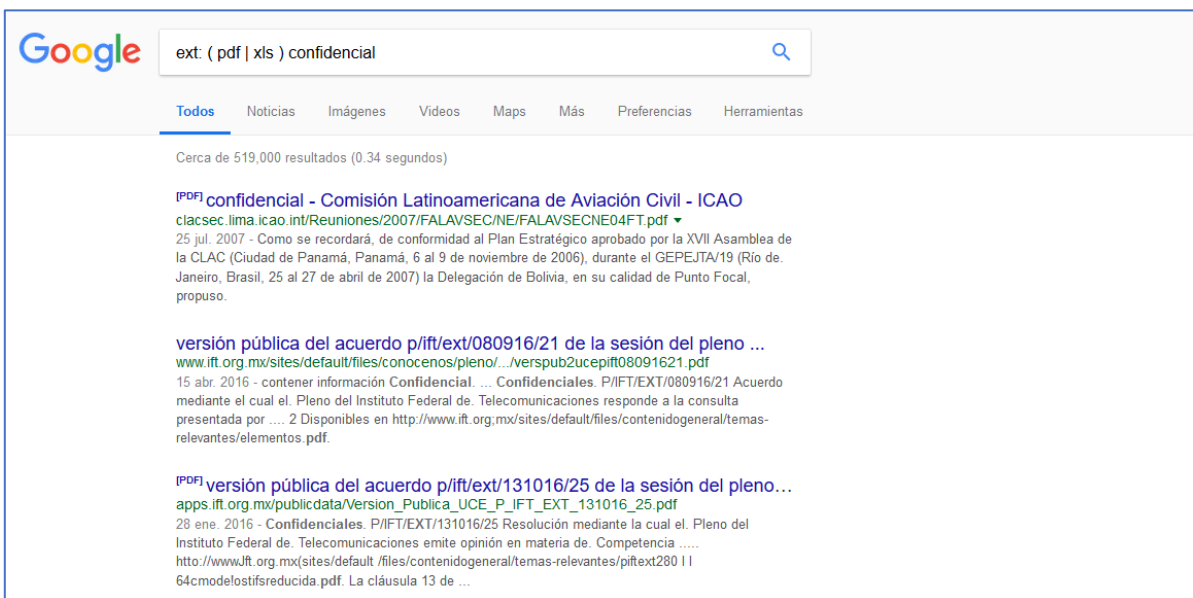 Google
ext: ( pdf | xls ) confidencial
Todos Noticias Imágenes Videos Maps Más Preferencias Herramientas
Cerca de 519,000 resultados (0.34 segundos)
[PDF] confidencial - Comisión Latinoamericana de Aviación Civil - ICAO
clacsec.lima.icao.int/Reuniones/2007/FALAVSEC/NE/FALAVSECNE04FT.pdf
25 jul. 2007 - Como se recordará, de conformidad al Plan Estratégico aprobado por la XVII Asamblea de
la CLAC (Ciudad de Panamá, Panamá, 6 al 9 de noviembre de 2006), durante el GEPEJTA/19 (Río de.
Janeiro, Brasil, 25 al 27 de abril de 2007) la Delegación de Bolivia, en su calidad de Punto Focal,
propuso.
versión pública del acuerdo p/ift/ext/080916/21 de la sesión del pleno ...
www.ift.org.mx/sites/default/files/conocenos/pleno/.../verspub2ucepift08091621.pdf
15 abr. 2016 - contener información Confidencial. ... Confidenciales. P/IFT/EXT/080916/21 Acuerdo
mediante el cual el. Pleno del Instituto Federal de. Telecomunicaciones responde a la consulta
presentada por .... 2 Disponibles en http://www.ift.org;mx/sites/default/files/contenidogeneral/temas-
relevantes/elementos.pdf.
[PDF] versión pública del acuerdo p/ift/ext/131016/25 de la sesión del pleno...
apps.ift.org.mx/publicdata/Version_Publica_UCE_P_IFT_EXT_131016_25.pdf
28 ene. 2016 - Confidenciales. P/IFT/EXT/131016/25 Resolución mediante la cual el. Pleno del
Instituto Federal de. Telecomunicaciones emite opinión en materia de. Competencia .....
htto://wwwJft.org.mx(sites/default /files/contenidogeneral/temas-relevantes/piftext280 l l
64cmode!ostifsreducida.pdf. La cláusula 13 de ...